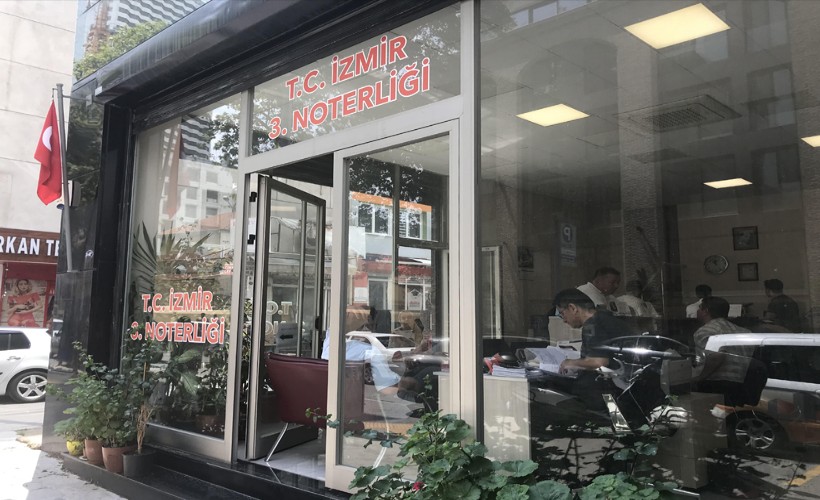 T.C. İZMİR
3. NOTERLİĞİ
T.C. İZMİR
3. NOTERLİĞİ
RKAN TE
P